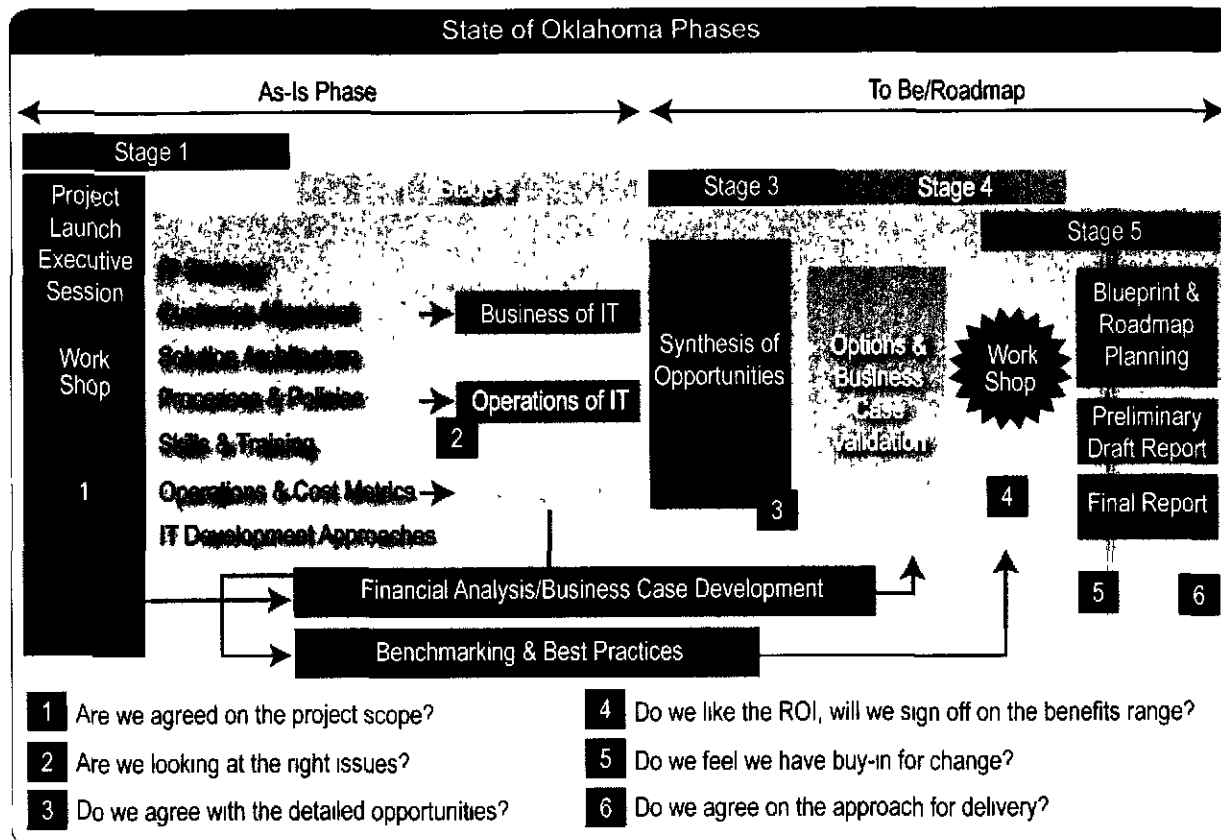 State of Oklahoma Phases
As-Is Phase
To Be/Roadmap
Stage 1
Stage
Stage 3
Stage 4
Stage 5
Project
Launch
Executive
Session
Work
Shop
1
Solution Architecture
Processes & Policies
Skills & Training
Operations & Cost Metrics
IT Development Approaches
Business of IT
Operations of IT
2
Synthesis of
Opportunities
3
Options &
Business
Case
Validation
Work
Shop
4
Blueprint &
Roadmap
Planning
Preliminary
Draft Report
Final Report
5
6
Financial Analysis/Business Case Development
Benchmarking & Best Practices
1 Are we agreed on the project scope?
2 Are we looking at the right issues?
3 Do we agree with the detailed opportunities?
4 Do we like the ROI, will we sign off on the benefits range?
5 Do we feel we have buy-in for change?
6 Do we agree on the approach for delivery?